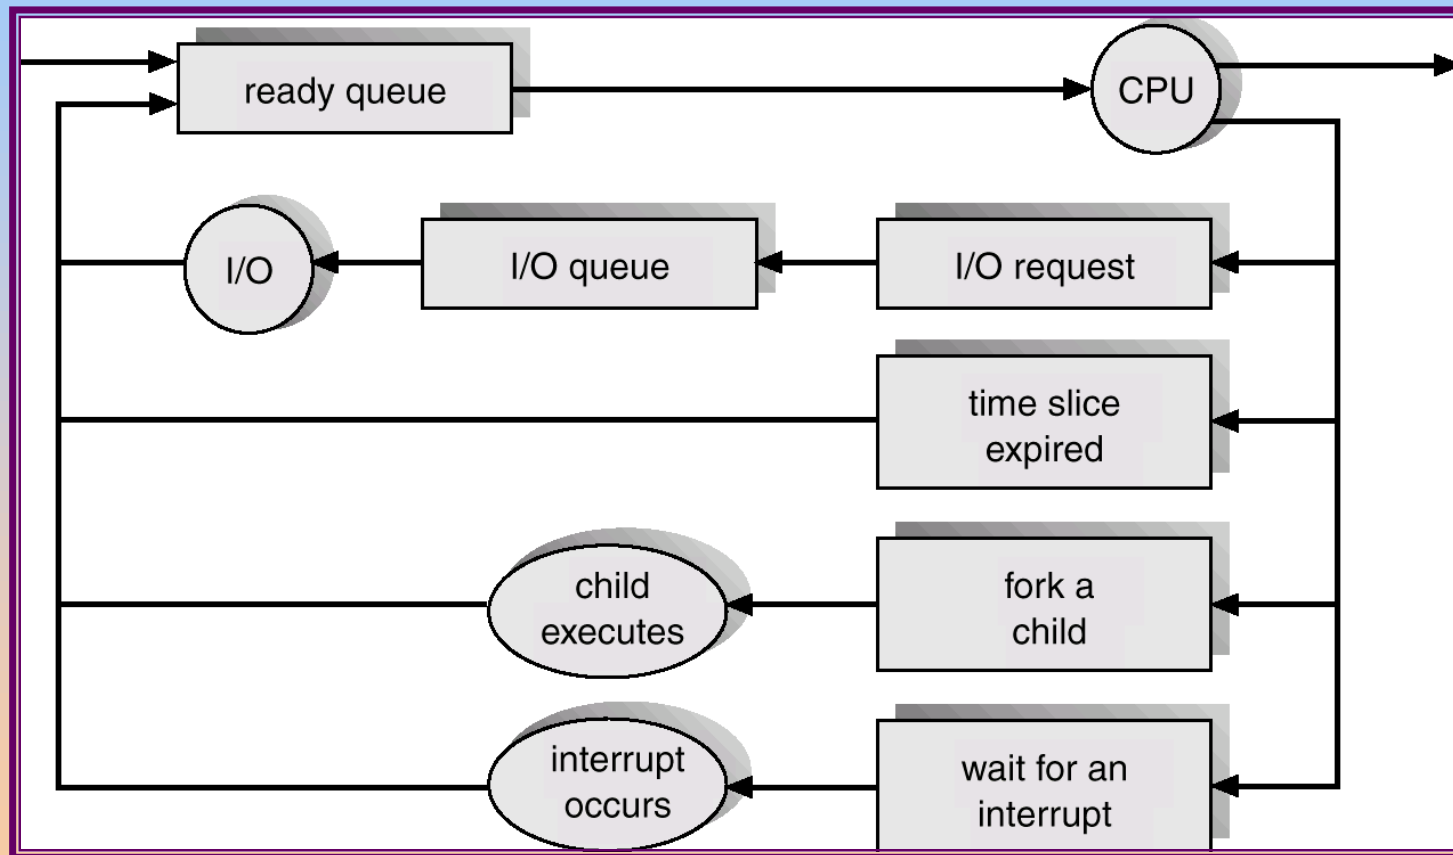 ready queue
CPU
I/O
I/O queue
I/O request
time slice
expired
child
executes
fork a
child
interrupt
occurs
wait for an
interrupt